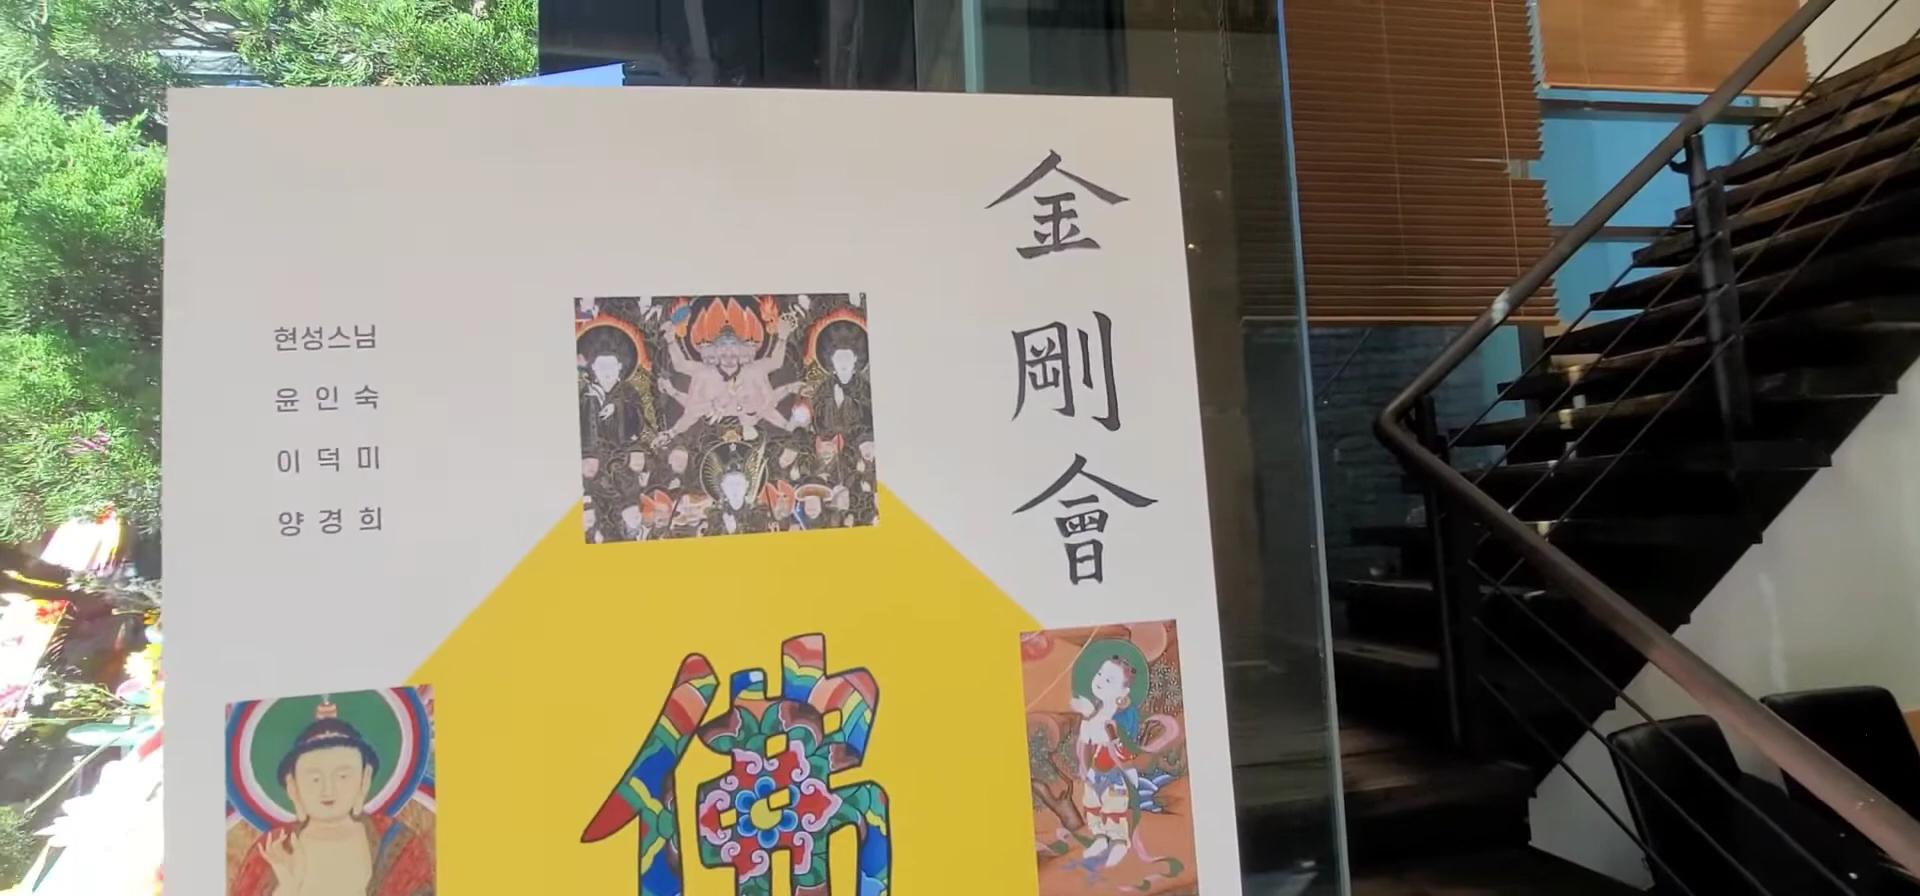 金剛會
현성스님
윤인숙
이덕미
양경희
佛